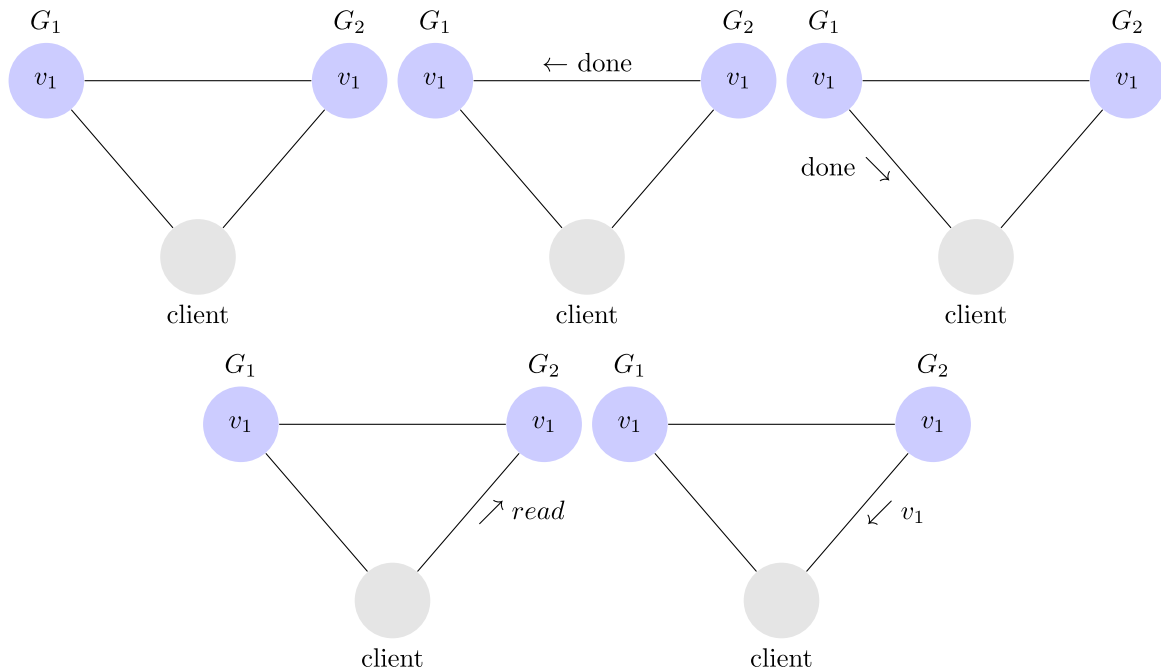 G₁ G₂ G₁ G₂ G₁ G₂
← done
v₁ v₁ v₁ v₁ v₁ v₁
done ↘
client client client
G₁ G₂ G₁ G₂
v₁ v₁ v₁ v₁
↗ read ↙ v₁
client client